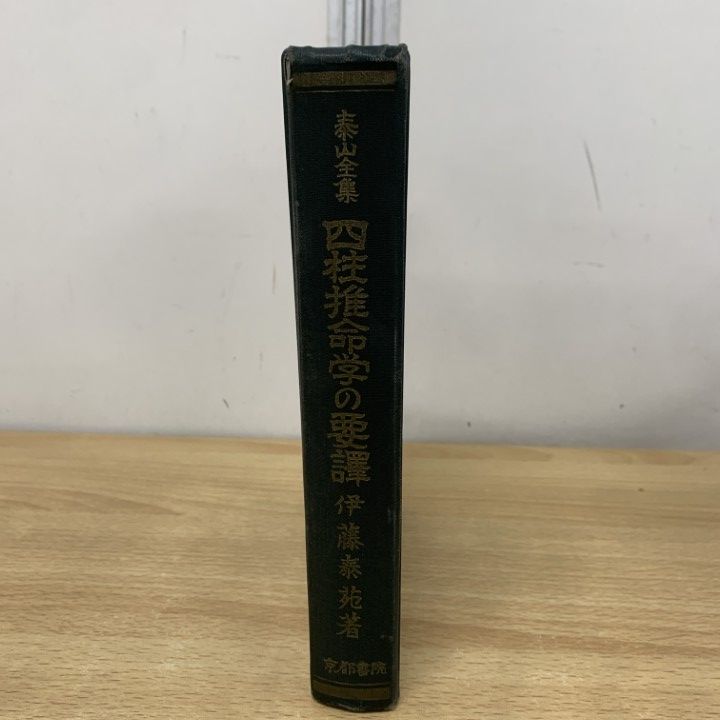 泰山全集
四柱推命学の要譯
伊藤泰苑著
京都書院